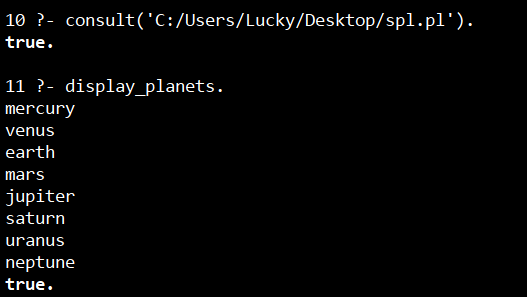 10 ?- consult('C:/Users/Lucky/Desktop/spl.pl').
true.
11 ?- display_planets.
mercury
venus
earth
mars
jupiter
saturn
uranus
neptune
true.